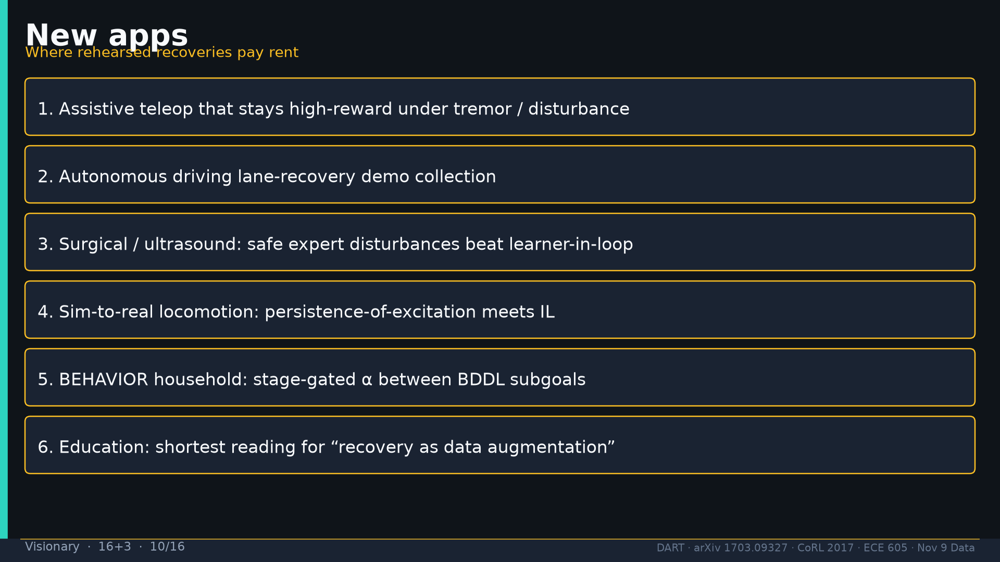 New apps
Where rehearsed recoveries pay rent
1. Assistive teleop that stays high-reward under tremor / disturbance
2. Autonomous driving lane-recovery demo collection
3. Surgical / ultrasound: safe expert disturbances beat learner-in-loop
4. Sim-to-real locomotion: persistence-of-excitation meets IL
5. BEHAVIOR household: stage-gated α between BDDL subgoals
6. Education: shortest reading for “recovery as data augmentation”
Visionary · 16+3 · 10/16
DART · arXiv 1703.09327 · CoRL 2017 · ECE 605 · Nov 9 Data